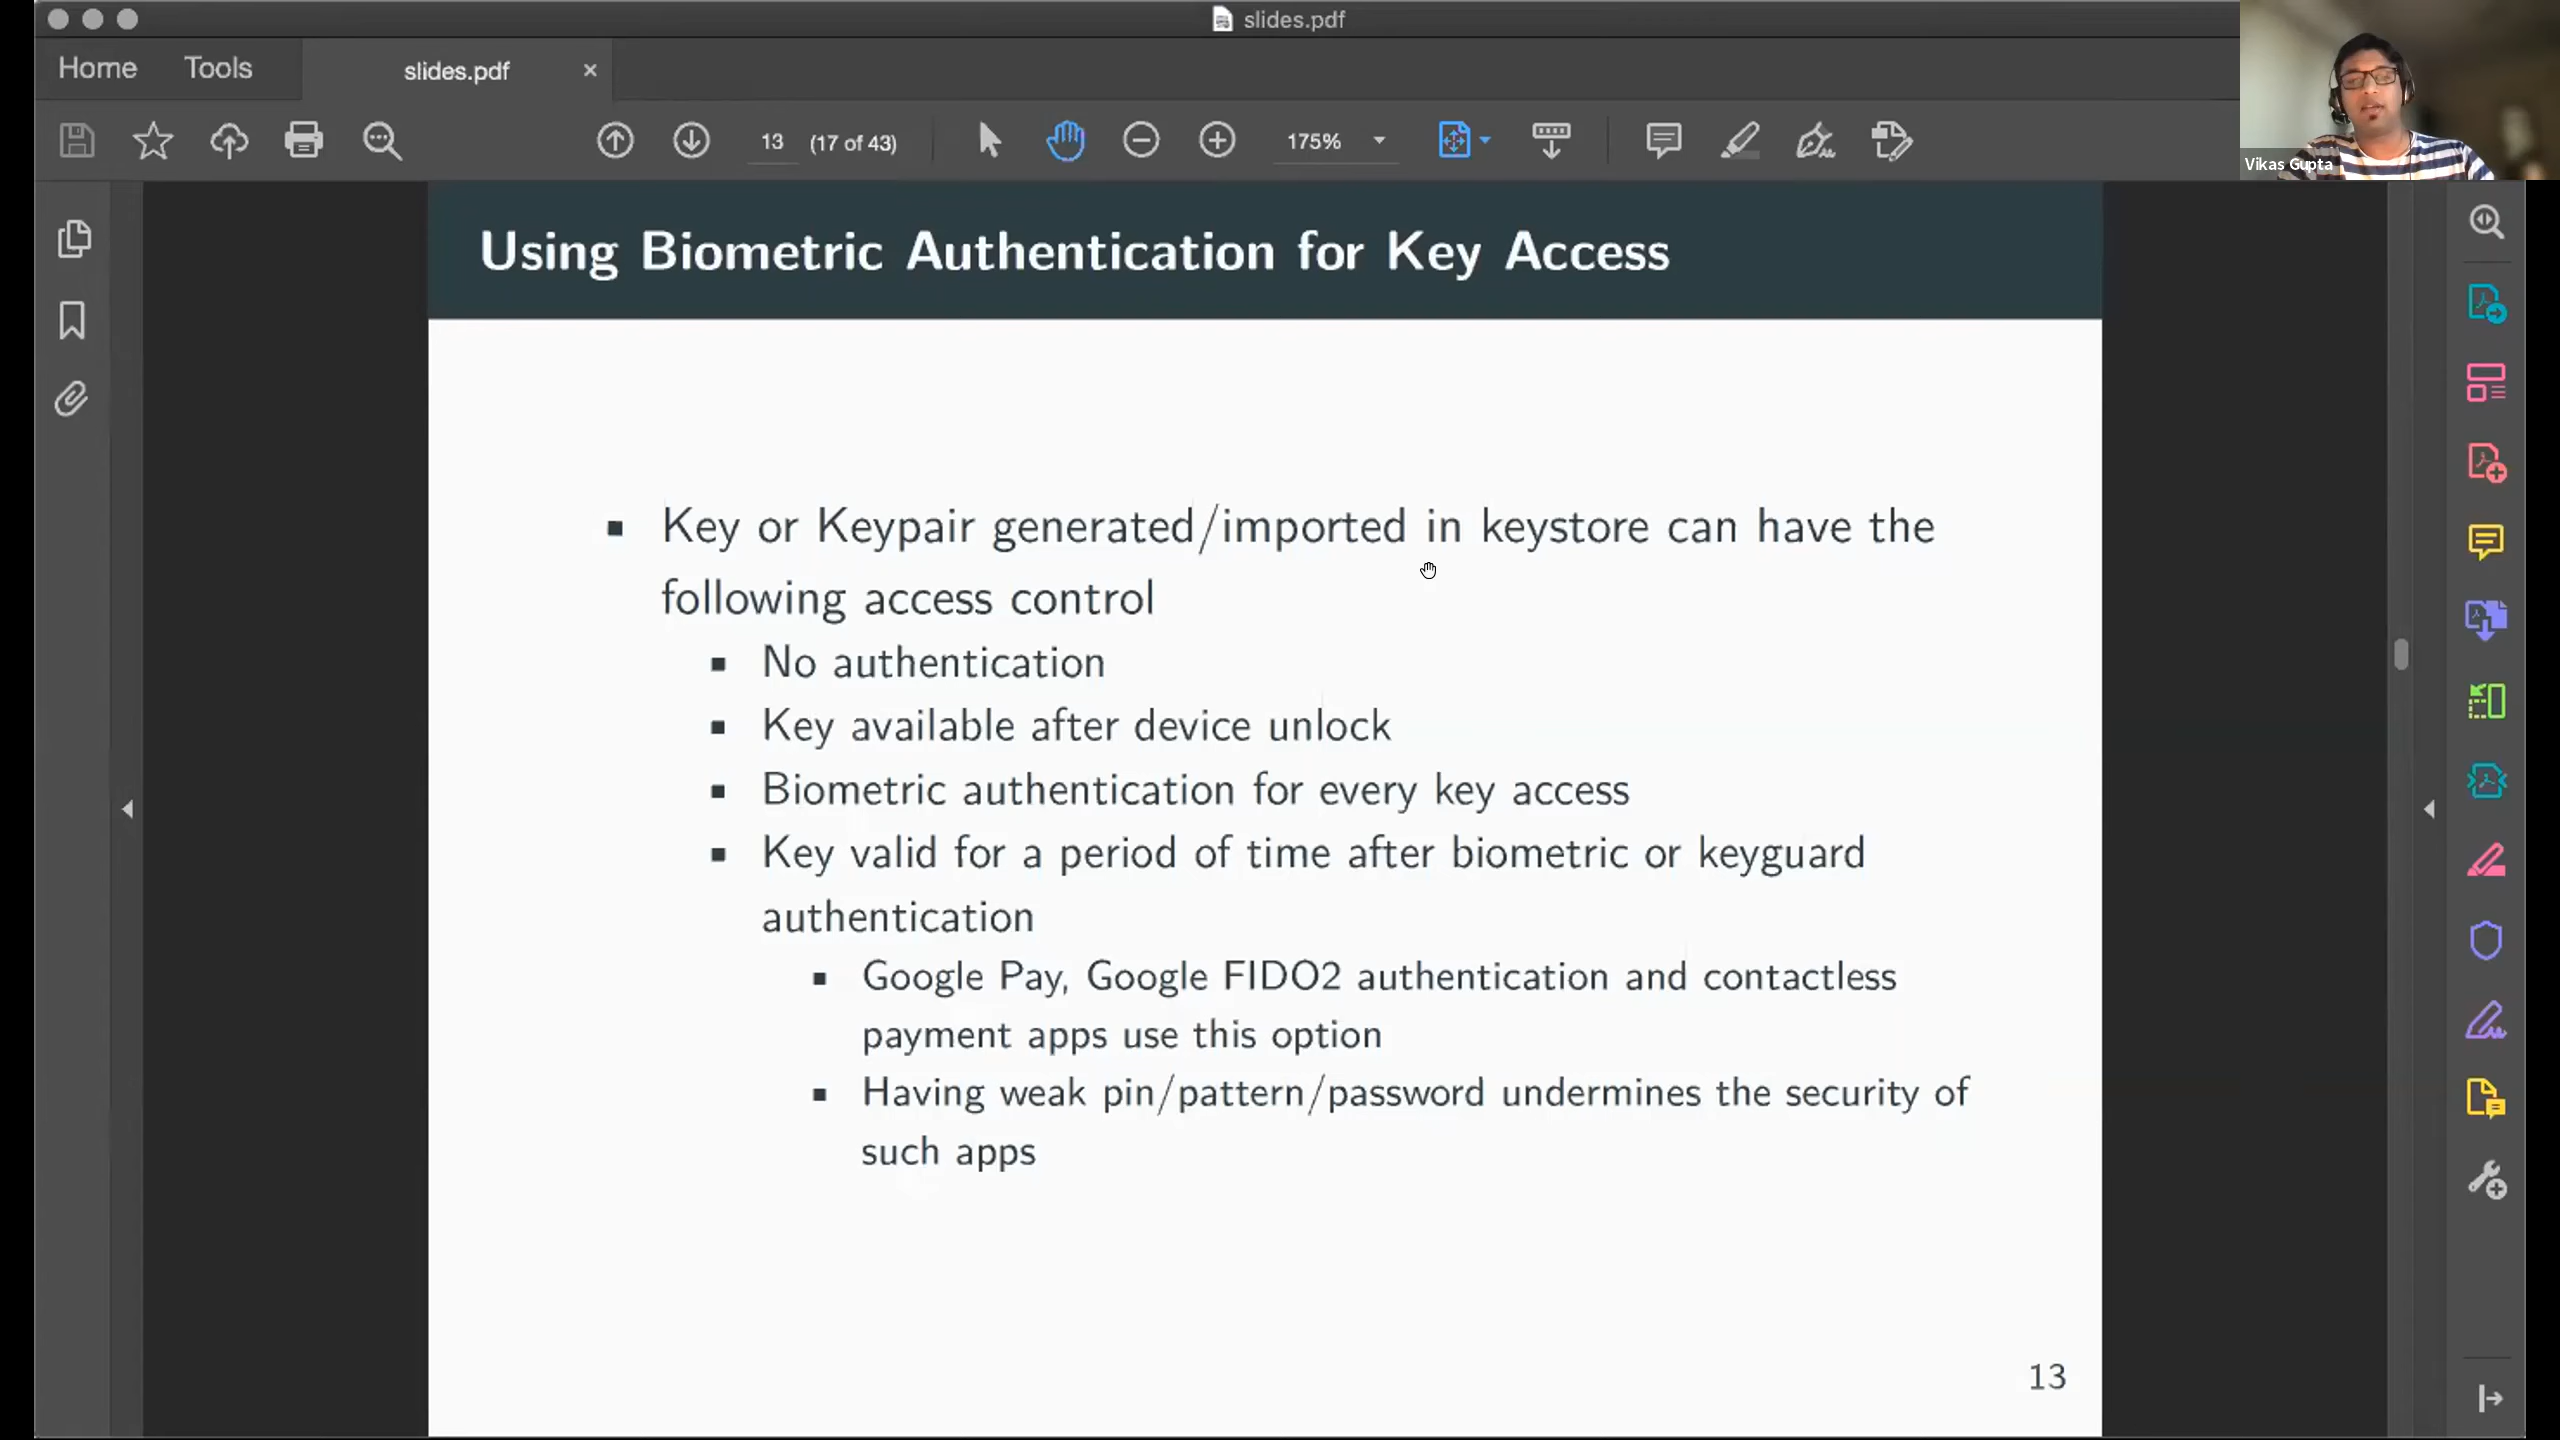 slides.pdf
Home Tools slides.pdf ×
13 (17 of 43) 175%
Vikas Gupta
Using Biometric Authentication for Key Access
Key or Keypair generated/imported in keystore can have the
following access control
No authentication
Key available after device unlock
Biometric authentication for every key access
Key valid for a period of time after biometric or keyguard
authentication
Google Pay, Google FIDO2 authentication and contactless
payment apps use this option
Having weak pin/pattern/password undermines the security of
such apps
13